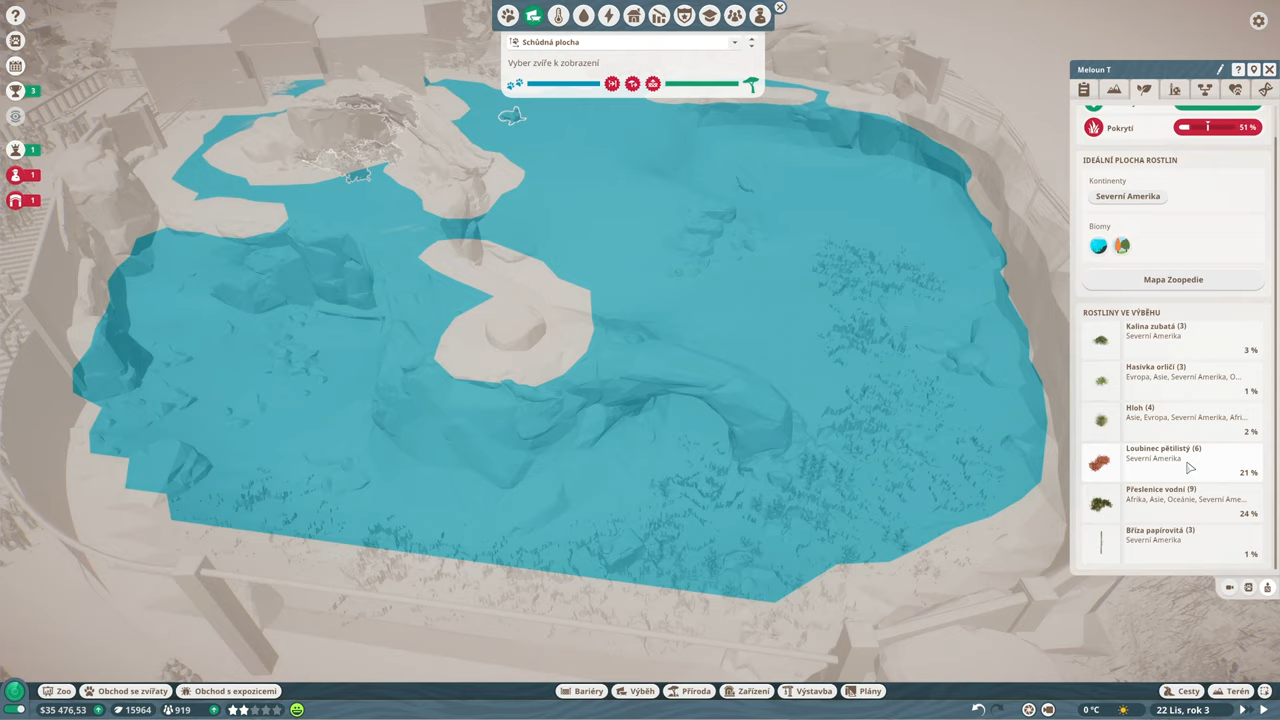 Schůdná plocha
Vyber zvíře k zobrazení
3
1
1
1
Meloun T
Pokrytí
51 %
IDEÁLNÍ PLOCHA ROSTLIN
Kontinenty
Severní Amerika
Biomy
Mapa Zoopedie
ROSTLINY VE VÝBĚHU
Kalina zubatá (3)
Severní Amerika
3 %
Hasivka orličí (3)
Evropa, Asie, Severní Amerika, O...
1 %
Hloh (4)
Asie, Evropa, Severní Amerika, Afri...
2 %
Loubinec pětilistý (6)
Severní Amerika
21 %
Přeslenice vodní (9)
Afrika, Asie, Oceánie, Severní Ame...
24 %
Bříza papírovitá (3)
Severní Amerika
1 %
Zoo Obchod se zvířaty Obchod s expozicemi Bariéry Výběh Příroda Zařízení Výstavba Plány Cesty Terén
$35 476,53 15964 919 0 °C 22 Lis, rok 3